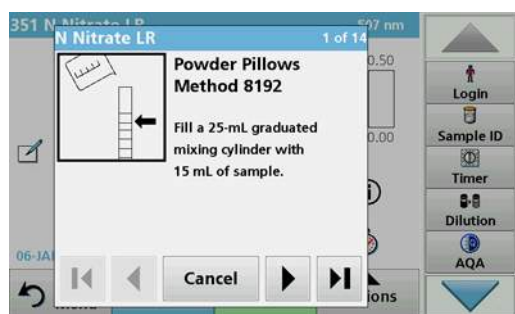 351 N Nitrate LR
507 nm
N Nitrate LR
1 of 14
Powder Pillows
Method 8192
Fill a 25-mL graduated
mixing cylinder with
15 mL of sample.
Cancel
0.50
0.00
06-JA
Login
Sample ID
Timer
Dilution
AQA